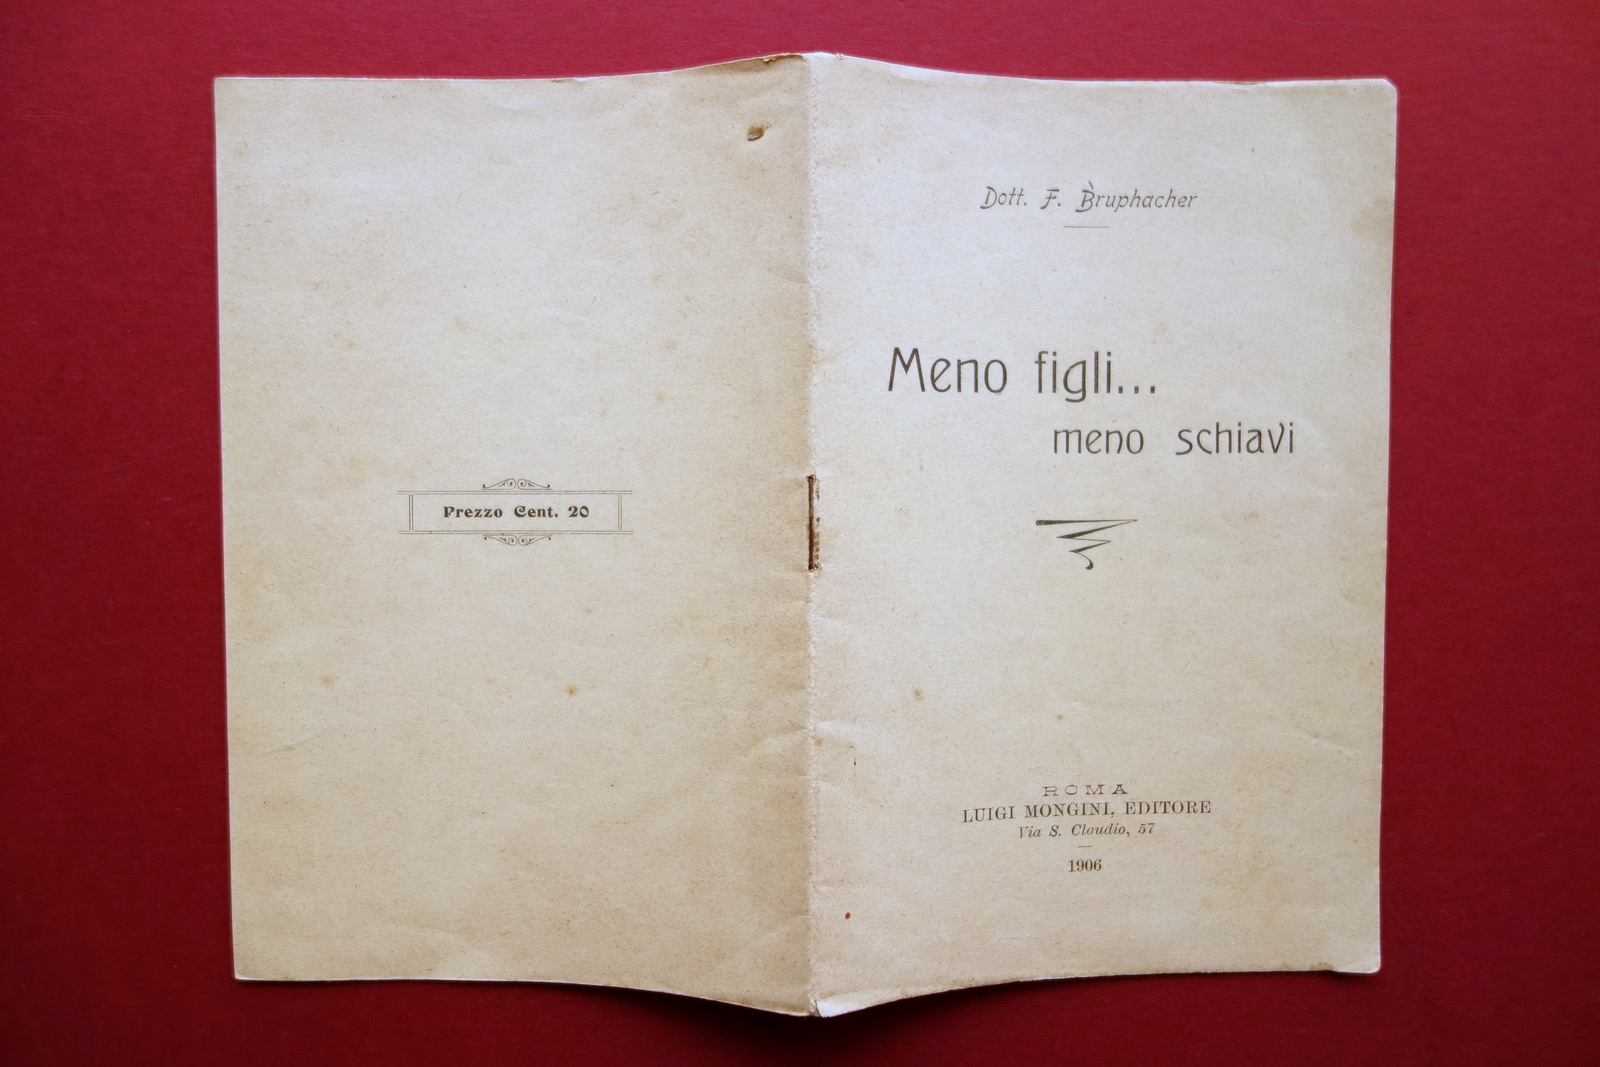 Prezzo Cent. 20
Dott. F. Bruphacher
Meno figli...
meno schiavi
ROMA
LUIGI MONGINI, EDITORE
Via S. Claudio, 57
1906